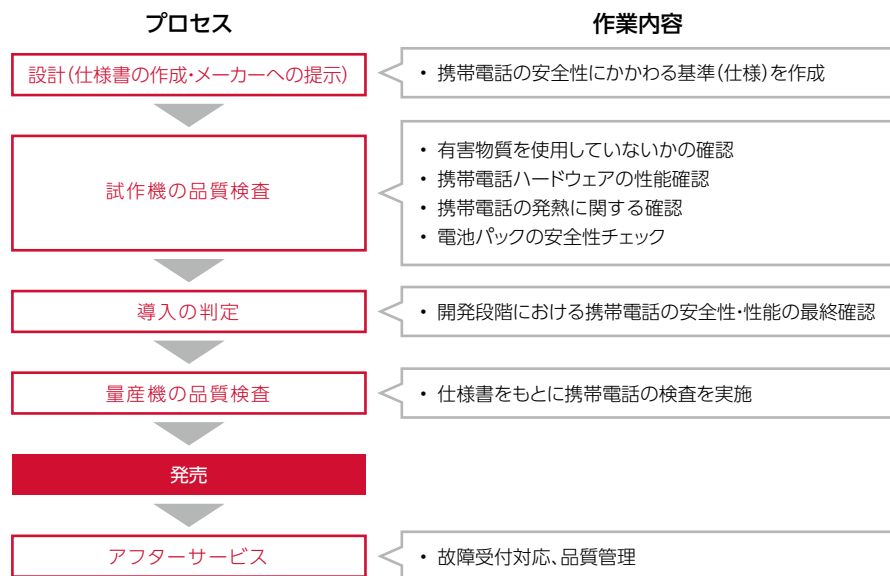 プロセス
作業内容
設計(仕様書の作成・メーカーへの提示)
・ 携帯電話の安全性にかかわる基準(仕様)を作成
試作機の品質検査
・ 有害物質を使用していないかの確認
・ 携帯電話ハードウェアの性能確認
・ 携帯電話の発熱に関する確認
・ 電池パックの安全性チェック
導入の判定
・ 開発段階における携帯電話の安全性・性能の最終確認
量産機の品質検査
・ 仕様書をもとに携帯電話の検査を実施
発売
アフターサービス
・ 故障受付対応、品質管理